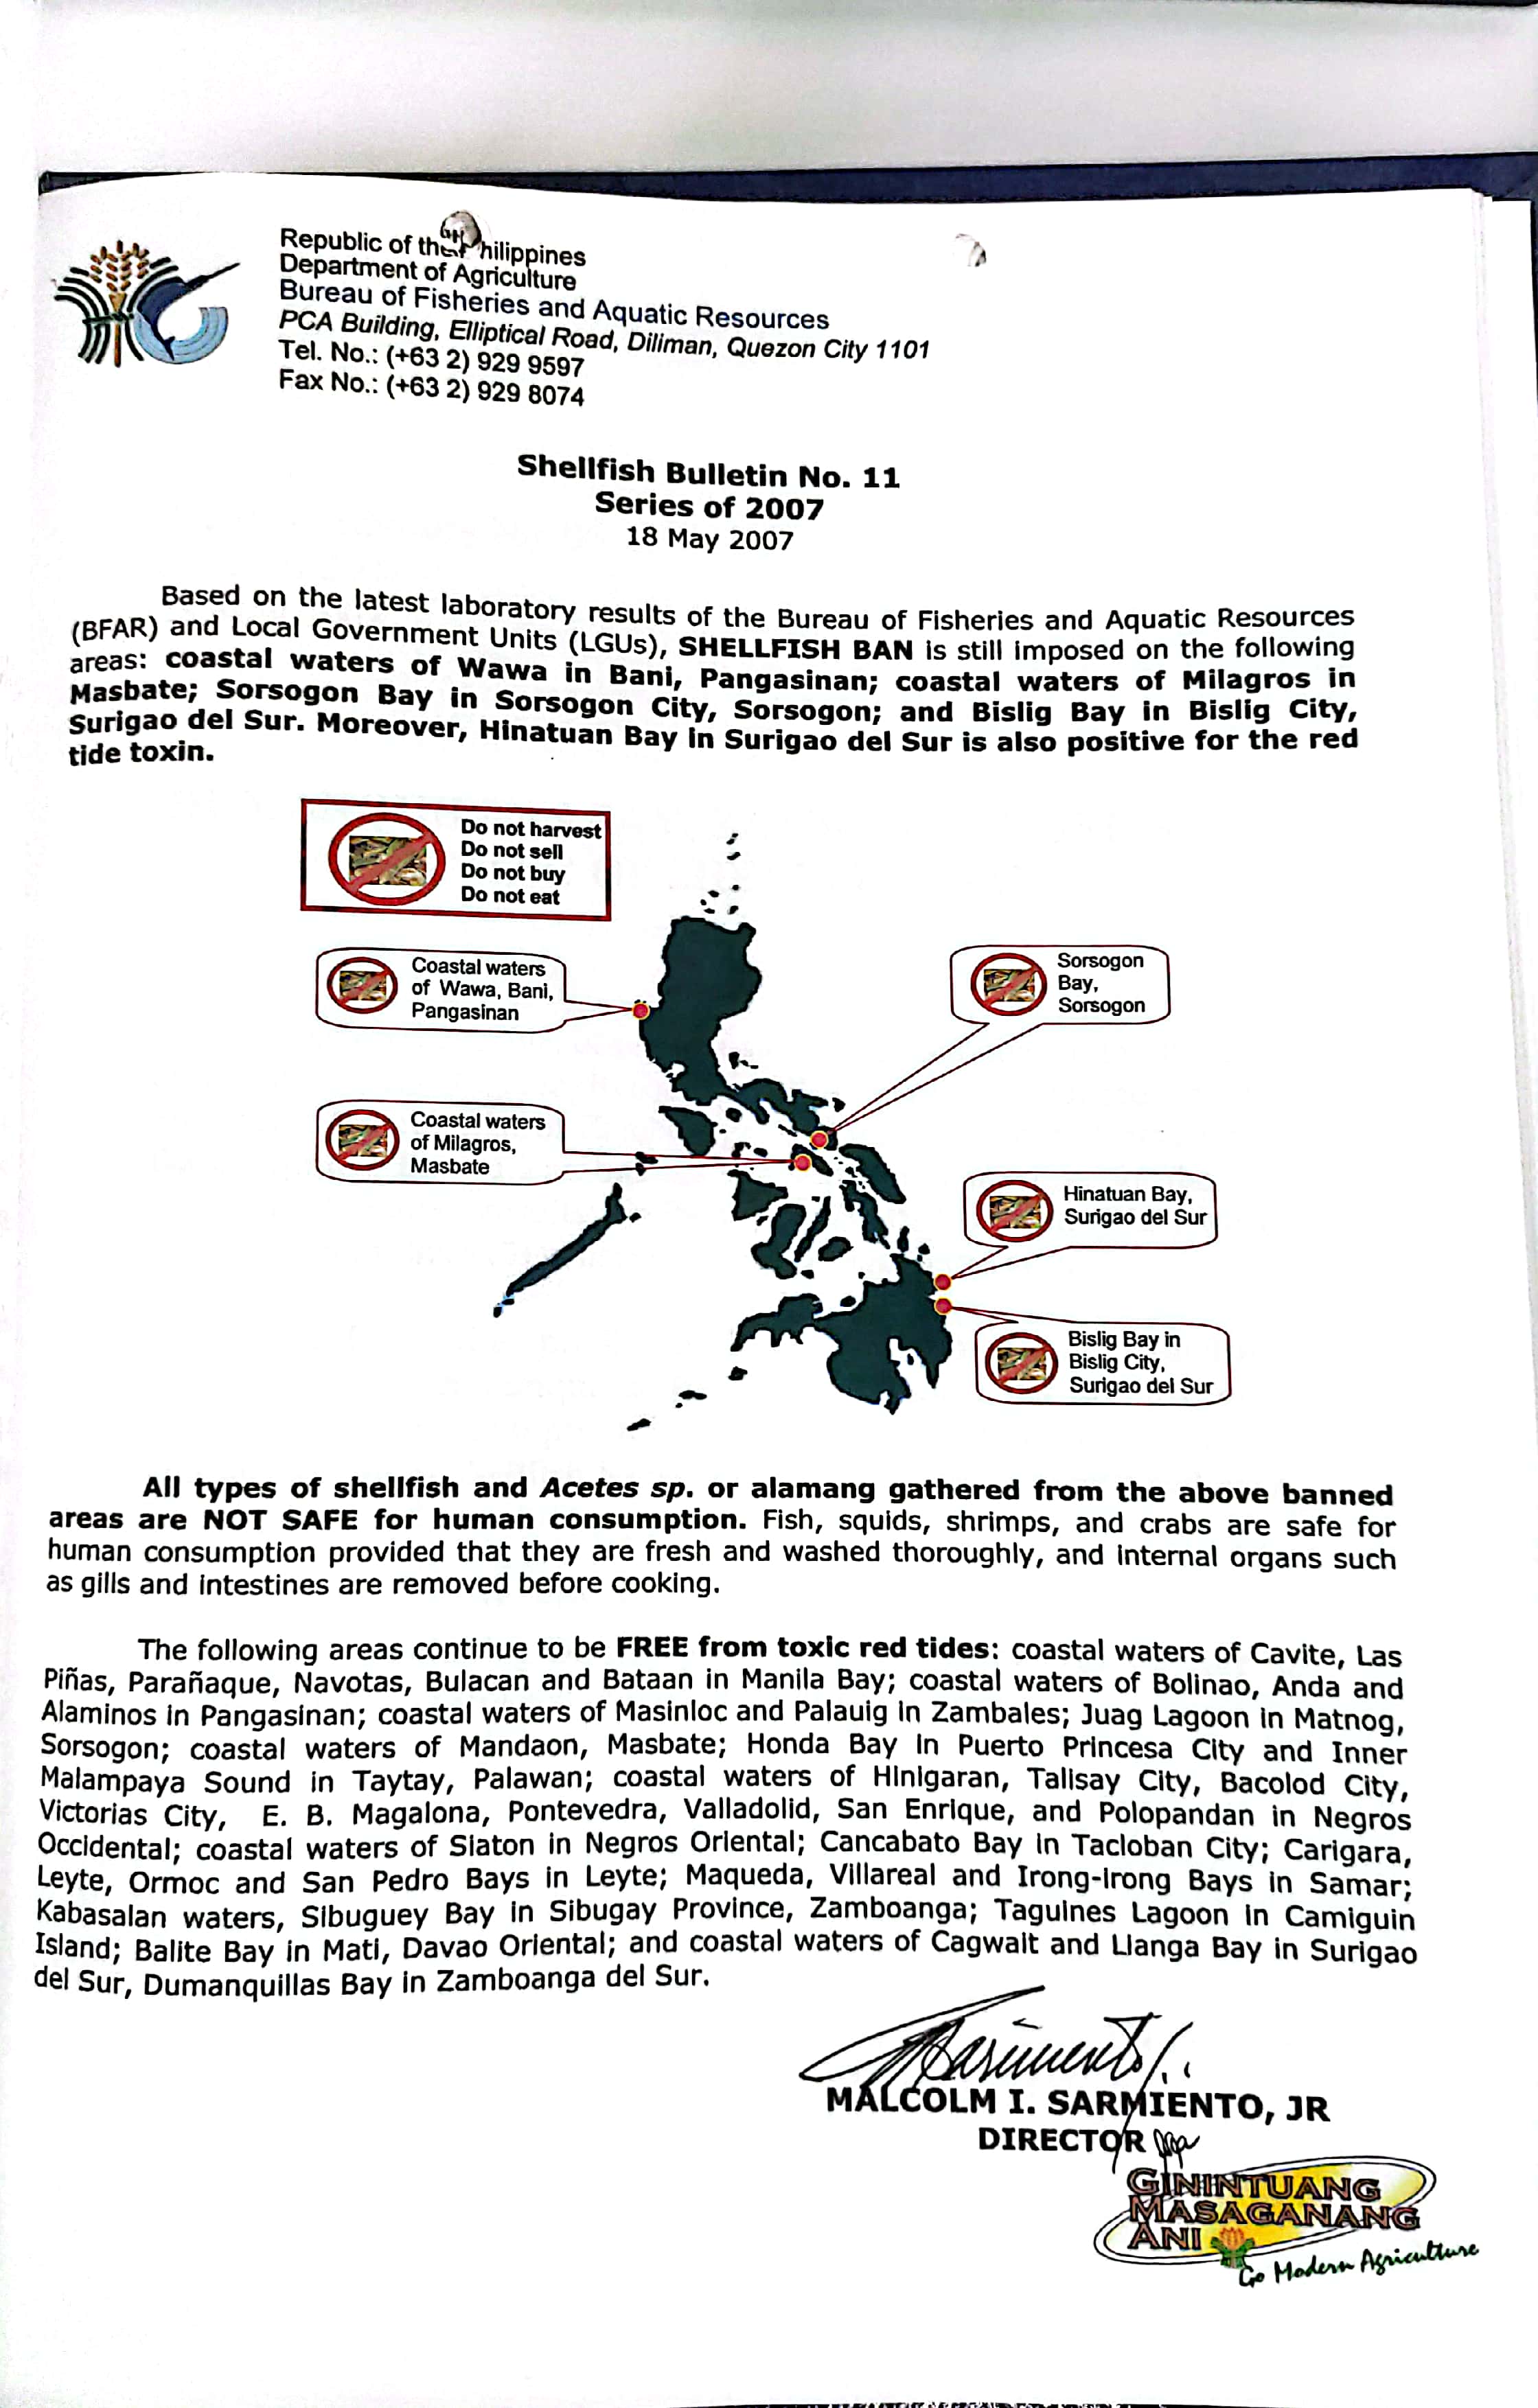 Republic of the Philippines
Department of Agriculture
Bureau of Fisheries and Aquatic Resources
PCA Building, Elliptical Road, Diliman, Quezon City 1101
Tel. No.: (+63 2) 929 9597
Fax No.: (+63 2) 929 8074
Shellfish Bulletin No. 11
Series of 2007
18 May 2007
Based on the latest laboratory results of the Bureau of Fisheries and Aquatic Resources
(BFAR) and Local Government Units (LGUs), SHELLFISH BAN is still imposed on the following
areas: coastal waters of Wawa in Bani, Pangasinan; coastal waters of Milagros in
Masbate; Sorsogon Bay in Sorsogon City, Sorsogon; and Bislig Bay in Bislig City,
Surigao del Sur. Moreover, Hinatuan Bay in Surigao del Sur is also positive for the red
tide toxin.
Do not harvest
Do not sell
Do not buy
Do not eat
Coastal waters
of Wawa, Bani,
Pangasinan
Sorsogon
Bay,
Sorsogon
Coastal waters
of Milagros,
Masbate
Hinatuan Bay,
Surigao del Sur
Bislig Bay in
Bislig City,
Surigao del Sur
All types of shellfish and Acetes sp. or alamang gathered from the above banned
areas are NOT SAFE for human consumption. Fish, squids, shrimps, and crabs are safe for
human consumption provided that they are fresh and washed thoroughly, and internal organs such
as gills and intestines are removed before cooking.
The following areas continue to be FREE from toxic red tides: coastal waters of Cavite, Las
Piñas, Parañaque, Navotas, Bulacan and Bataan in Manila Bay; coastal waters of Bolinao, Anda and
Alaminos in Pangasinan; coastal waters of Masinloc and Palauig in Zambales; Juag Lagoon in Matnog,
Sorsogon; coastal waters of Mandaon, Masbate; Honda Bay in Puerto Princesa City and Inner
Malampaya Sound in Taytay, Palawan; coastal waters of Hinigaran, Talisay City, Bacolod City,
Victorias City, E. B. Magalona, Pontevedra, Valladolid, San Enrique, and Polopandan in Negros
Occidental; coastal waters of Siaton in Negros Oriental; Cancabato Bay in Tacloban City; Carigara,
Leyte, Ormoc and San Pedro Bays in Leyte; Maqueda, Villareal and Irong-irong Bays in Samar;
Kabasalan waters, Sibuguey Bay in Sibugay Province, Zamboanga; Taguines Lagoon in Camiguin
Island; Balite Bay in Mati, Davao Oriental; and coastal waters of Cagwait and Lianga Bay in Surigao
del Sur, Dumanquillas Bay in Zamboanga del Sur.
MALCOLM I. SARMIENTO, JR
DIRECTOR
GININTUANG
MASAGANANG
ANI
Go Modern Agriculture